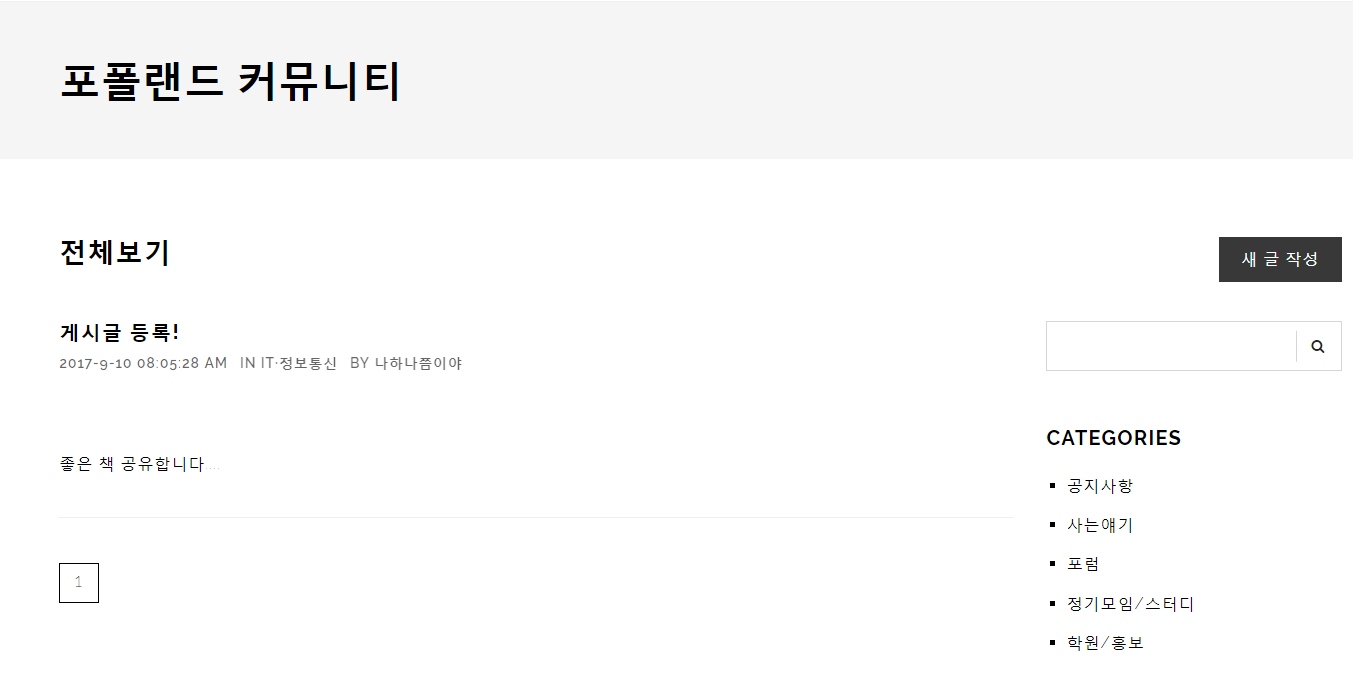 포폴랜드 커뮤니티
전체보기
새 글 작성
게시글 등록!
2017-9-10 08:05:28 AM IN IT·정보통신 BY 나하나쯤이야
좋은 책 공유합니다....
1
CATEGORIES
공지사항
사는얘기
포럼
정기모임/스터디
학원/홍보